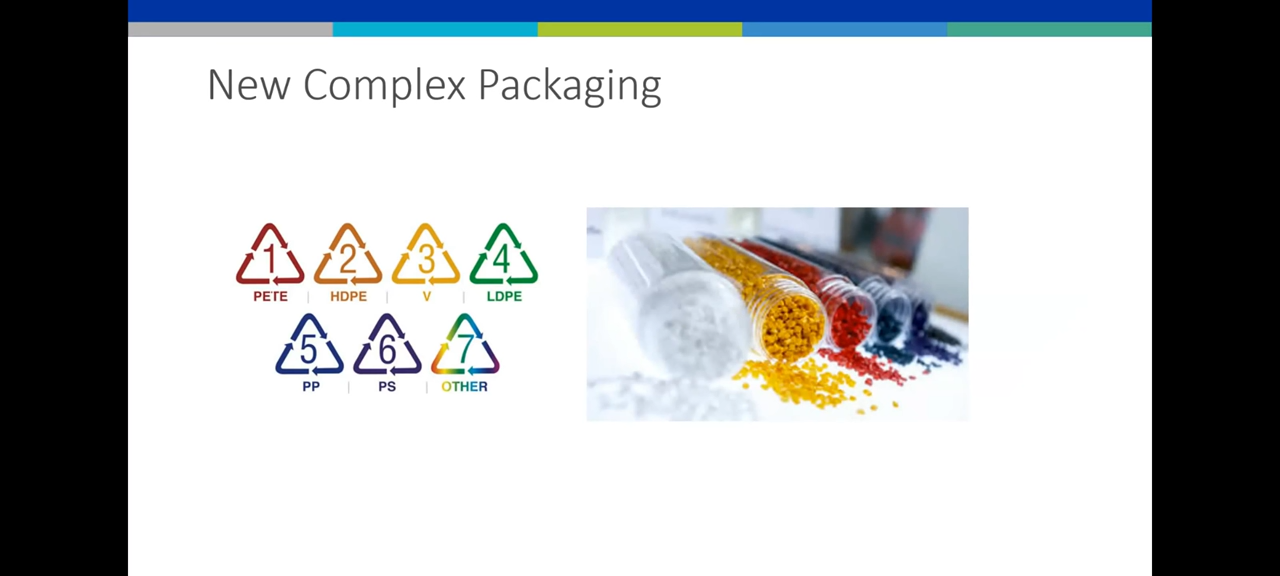 New Complex Packaging
1 2 3 4
PETE | HDPE | V | LDPE
5 6 7
PP | PS | OTHER